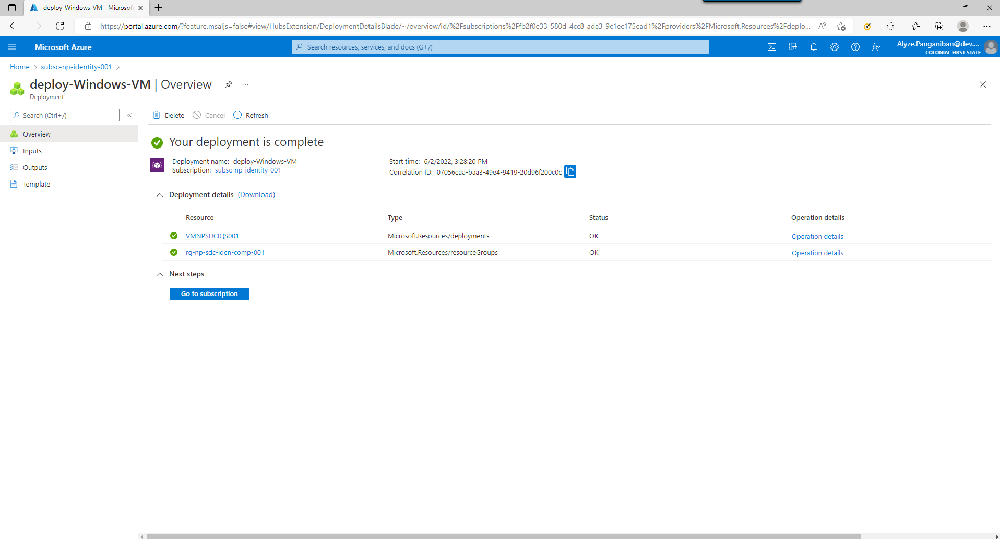 deploy-Windows-VM - Microsof
https://portal.azure.com/?feature.msaljs=false#view/HubsExtension/DeploymentDetailsBlade/~/overview/id/%2Fsubscriptions%2Ffb2f0e33-580d-4cc8-ada3-9c1ec175ead1%2Fproviders%2FMicrosoft.Resources%2Fdeplo...
Microsoft Azure
Search resources, services, and docs (G+/)
Alyze.Panganiban@dev....
COLONIAL FIRST STATE
Home > subsc-np-identity-001 >
deploy-Windows-VM | Overview
Deployment
Search (Ctrl+/)
Delete
Cancel
Refresh
Overview
Inputs
Outputs
Template
Your deployment is complete
Deployment name: deploy-Windows-VM
Subscription: subsc-np-identity-001
Start time: 6/2/2022, 3:28:20 PM
Correlation ID: 07056eaa-baa3-49e4-9419-20d96f200c0c
Deployment details (Download)
Resource Type Status Operation details
VMNPSDCIQS001 Microsoft.Resources/deployments OK Operation details
rg-np-sdc-iden-comp-001 Microsoft.Resources/resourceGroups OK Operation details
Next steps
Go to subscription